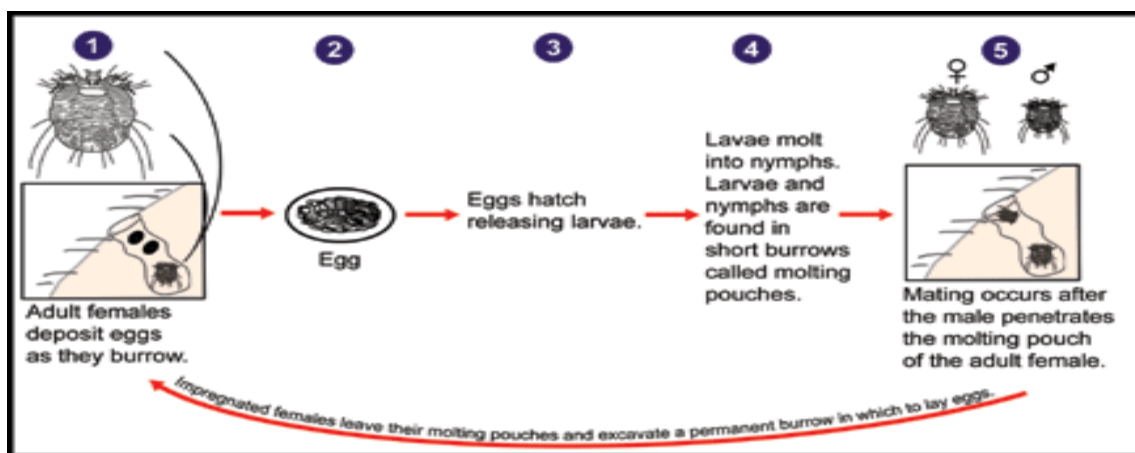 1
2
3
4
5
♀
♂
Adult females
deposit eggs
as they burrow.
Egg
Eggs hatch
releasing larvae.
Lavae molt
into nymphs.
Larvae and
nymphs are
found in
short burrows
called molting
pouches.
Mating occurs after
the male penetrates
the molting pouch
of the adult female.
Impregnated females leave their molting pouches and excavate a permanent burrow in which to lay eggs.